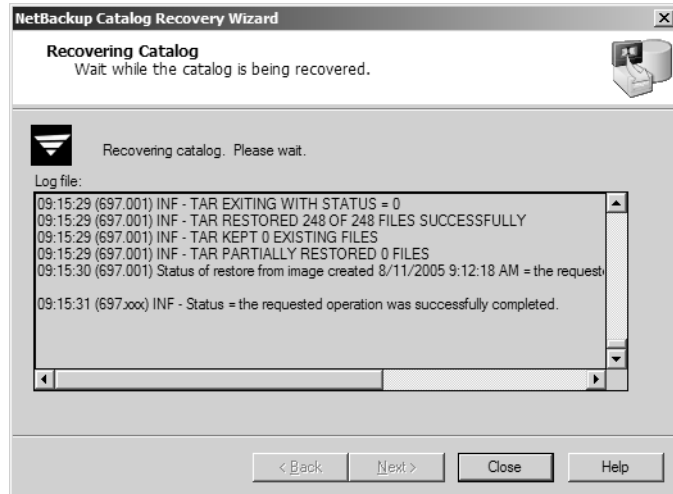 NetBackup Catalog Recovery Wizard
Recovering Catalog
Wait while the catalog is being recovered.
Recovering catalog. Please wait.
Log file:
09:15:29 (697.001) INF - TAR EXITING WITH STATUS = 0
09:15:29 (697.001) INF - TAR RESTORED 248 OF 248 FILES SUCCESSFULLY
09:15:29 (697.001) INF - TAR KEPT 0 EXISTING FILES
09:15:29 (697.001) INF - TAR PARTIALLY RESTORED 0 FILES
09:15:30 (697.001) Status of restore from image created 8/11/2005 9:12:18 AM = the requeste
09:15:31 (697.xxx) INF - Status = the requested operation was successfully completed.
< Back Next > Close Help